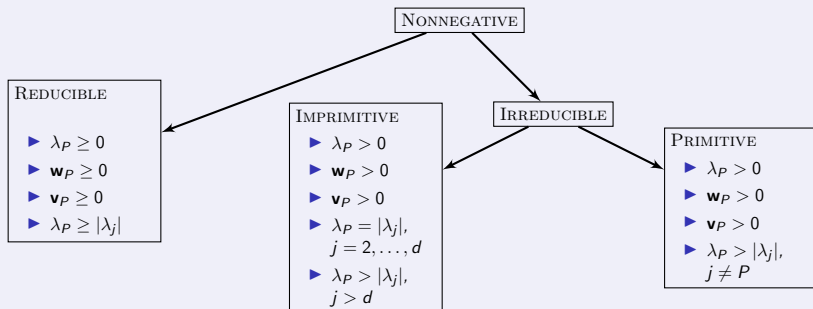 NONNEGATIVE
REDUCIBLE
▶ λ_P ≥ 0
▶ w_P ≥ 0
▶ v_P ≥ 0
▶ λ_P ≥ |λ_j|
IRREDUCIBLE
IMPRIMITIVE
▶ λ_P > 0
▶ w_P > 0
▶ v_P > 0
▶ λ_P = |λ_j|,
j = 2, . . . , d
▶ λ_P > |λ_j|,
j > d
PRIMITIVE
▶ λ_P > 0
▶ w_P > 0
▶ v_P > 0
▶ λ_P > |λ_j|,
j ≠ P